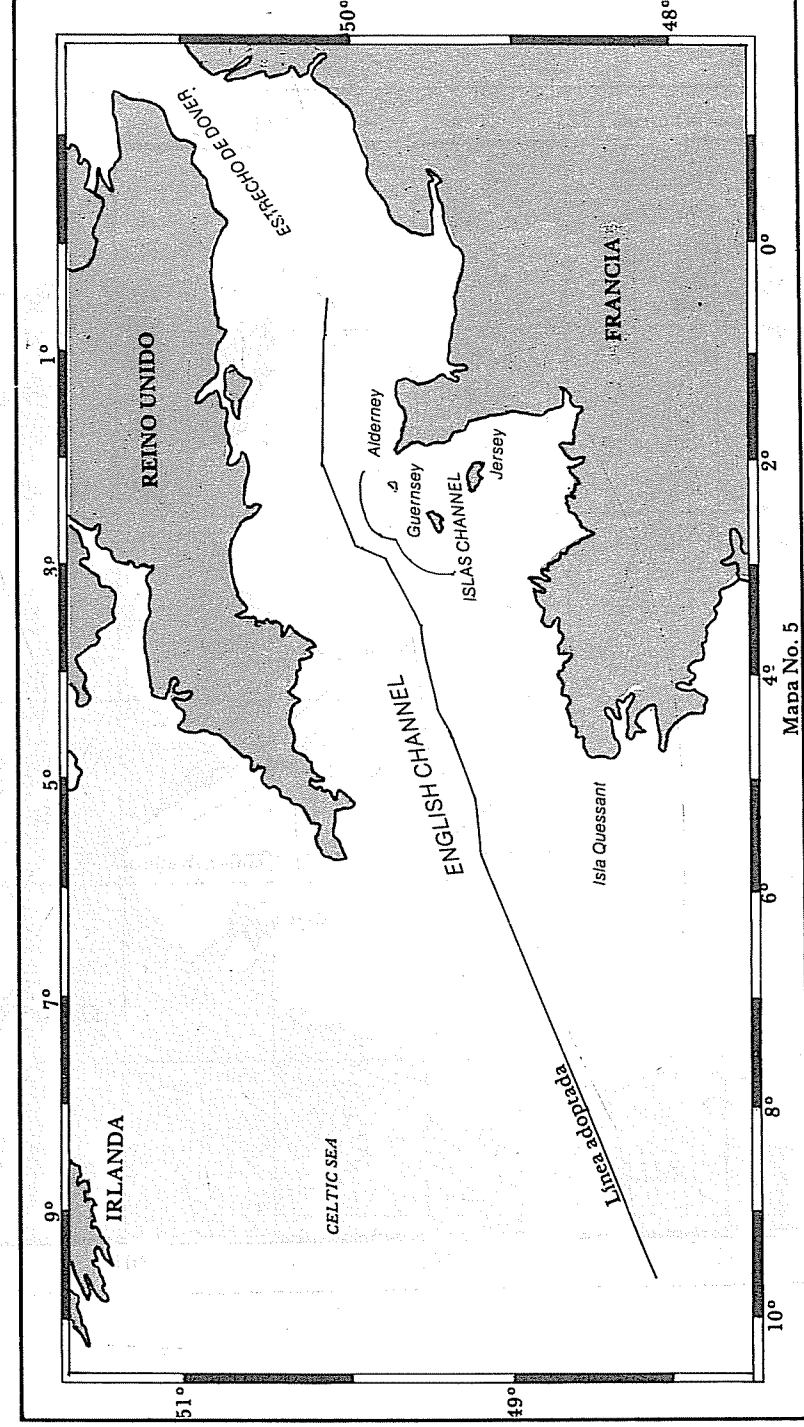 50°
48°
ESTRECHO DE DOVER
REINO UNIDO
1°
3°
5°
7°
9°
Alderney
Guernsey
Jersey
ISLAS CHANNEL
FRANCIA
ENGLISH CHANNEL
Isla Quessant
IRLANDA
CELTIC SEA
Línea adoptada
0°
2°
4°
6°
8°
10°
51°
49°
Mapa No. 5